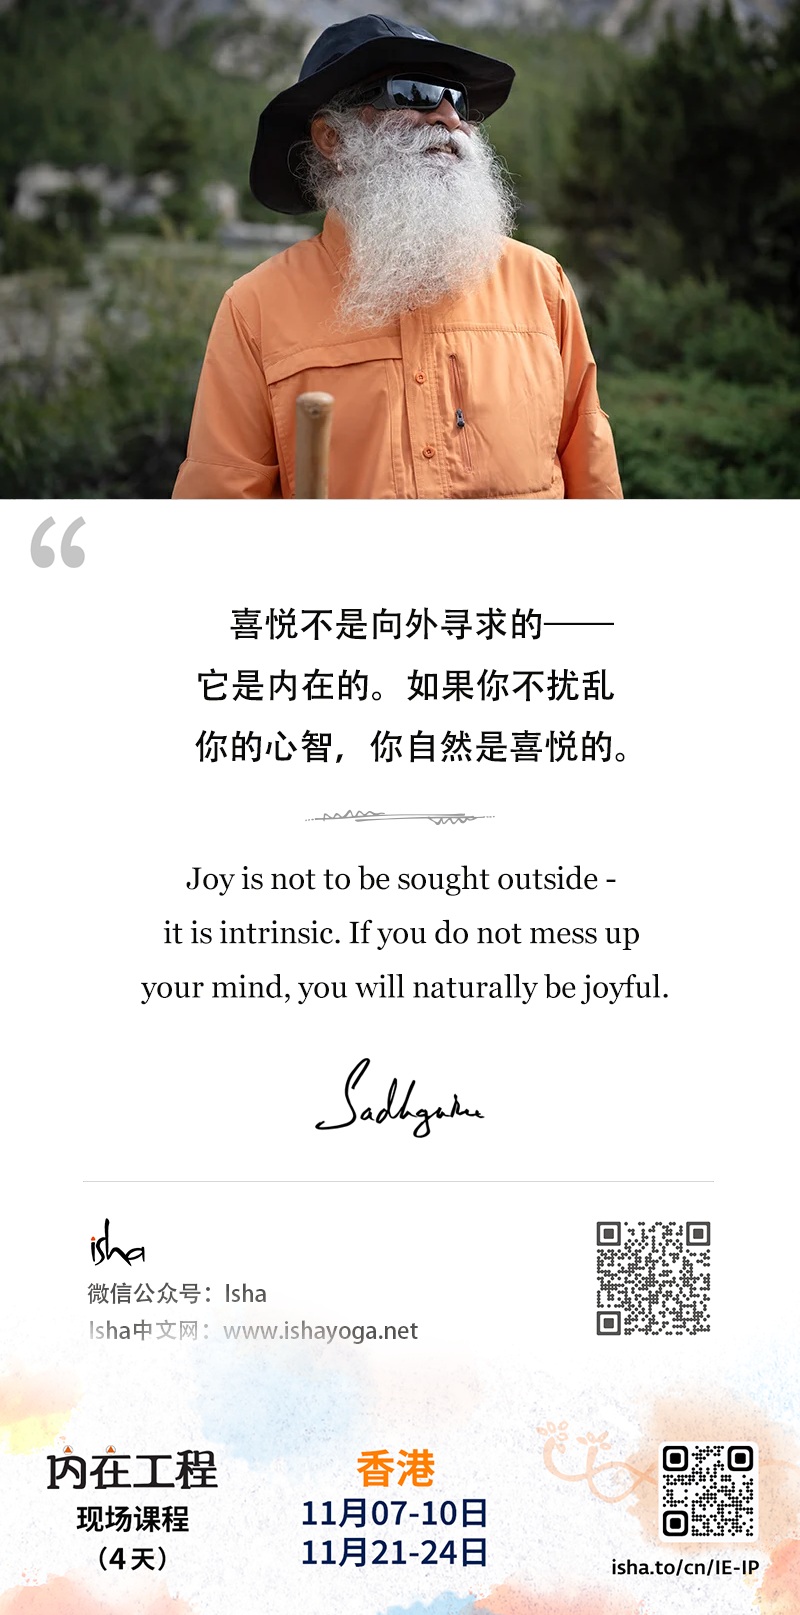 “
喜悦不是向外寻求的——
它是内在的。如果你不扰乱
你的心智，你自然是喜悦的。
Joy is not to be sought outside -
it is intrinsic. If you do not mess up
your mind, you will naturally be joyful.
Sadhguru
isha
微信公众号：Isha
Isha中文网：www.ishayoga.net
内在工程
现场课程
（4天）
香港
11月07-10日
11月21-24日
isha.to/cn/IE-IP